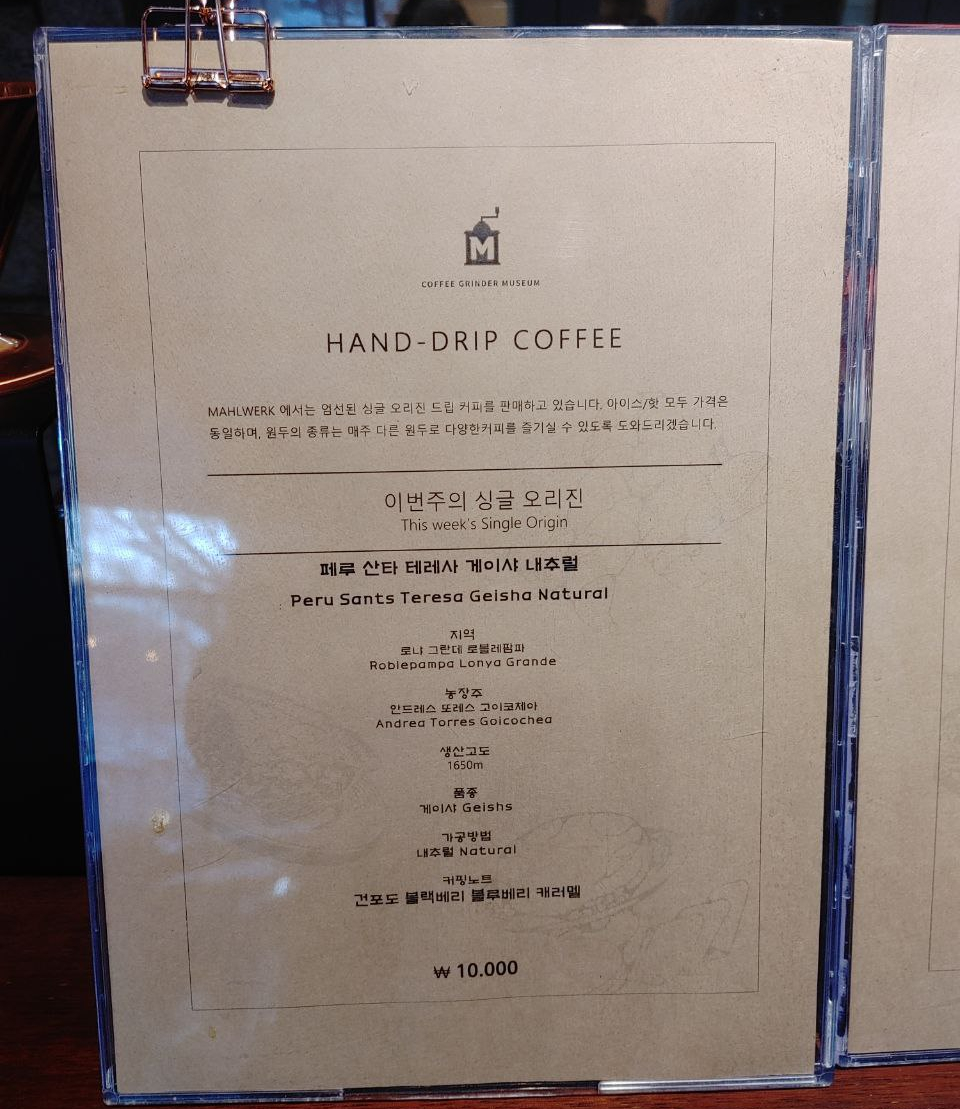 M
COFFEE GRINDER MUSEUM
HAND-DRIP COFFEE
MAHLWERK 에서는 엄선된 싱글 오리진 드립 커피를 판매하고 있습니다. 아이스/핫 모두 가격은
동일하며, 원두의 종류는 매주 다른 원두로 다양한커피를 즐기실 수 있도록 도와드리겠습니다.
이번주의 싱글 오리진
This week's Single Origin
페루 산타 테레사 게이샤 내추럴
Peru Sants Teresa Geisha Natural
지역
로냐 그란데 로블레팜파
Roblepampa Lonya Grande
농장주
안드레스 또레스 고이코체아
Andrea Torres Goicochea
생산고도
1650m
품종
게이샤 Geishs
가공방법
내추럴 Natural
커핑노트
건포도 블랙베리 블루베리 캐러멜
₩ 10.000